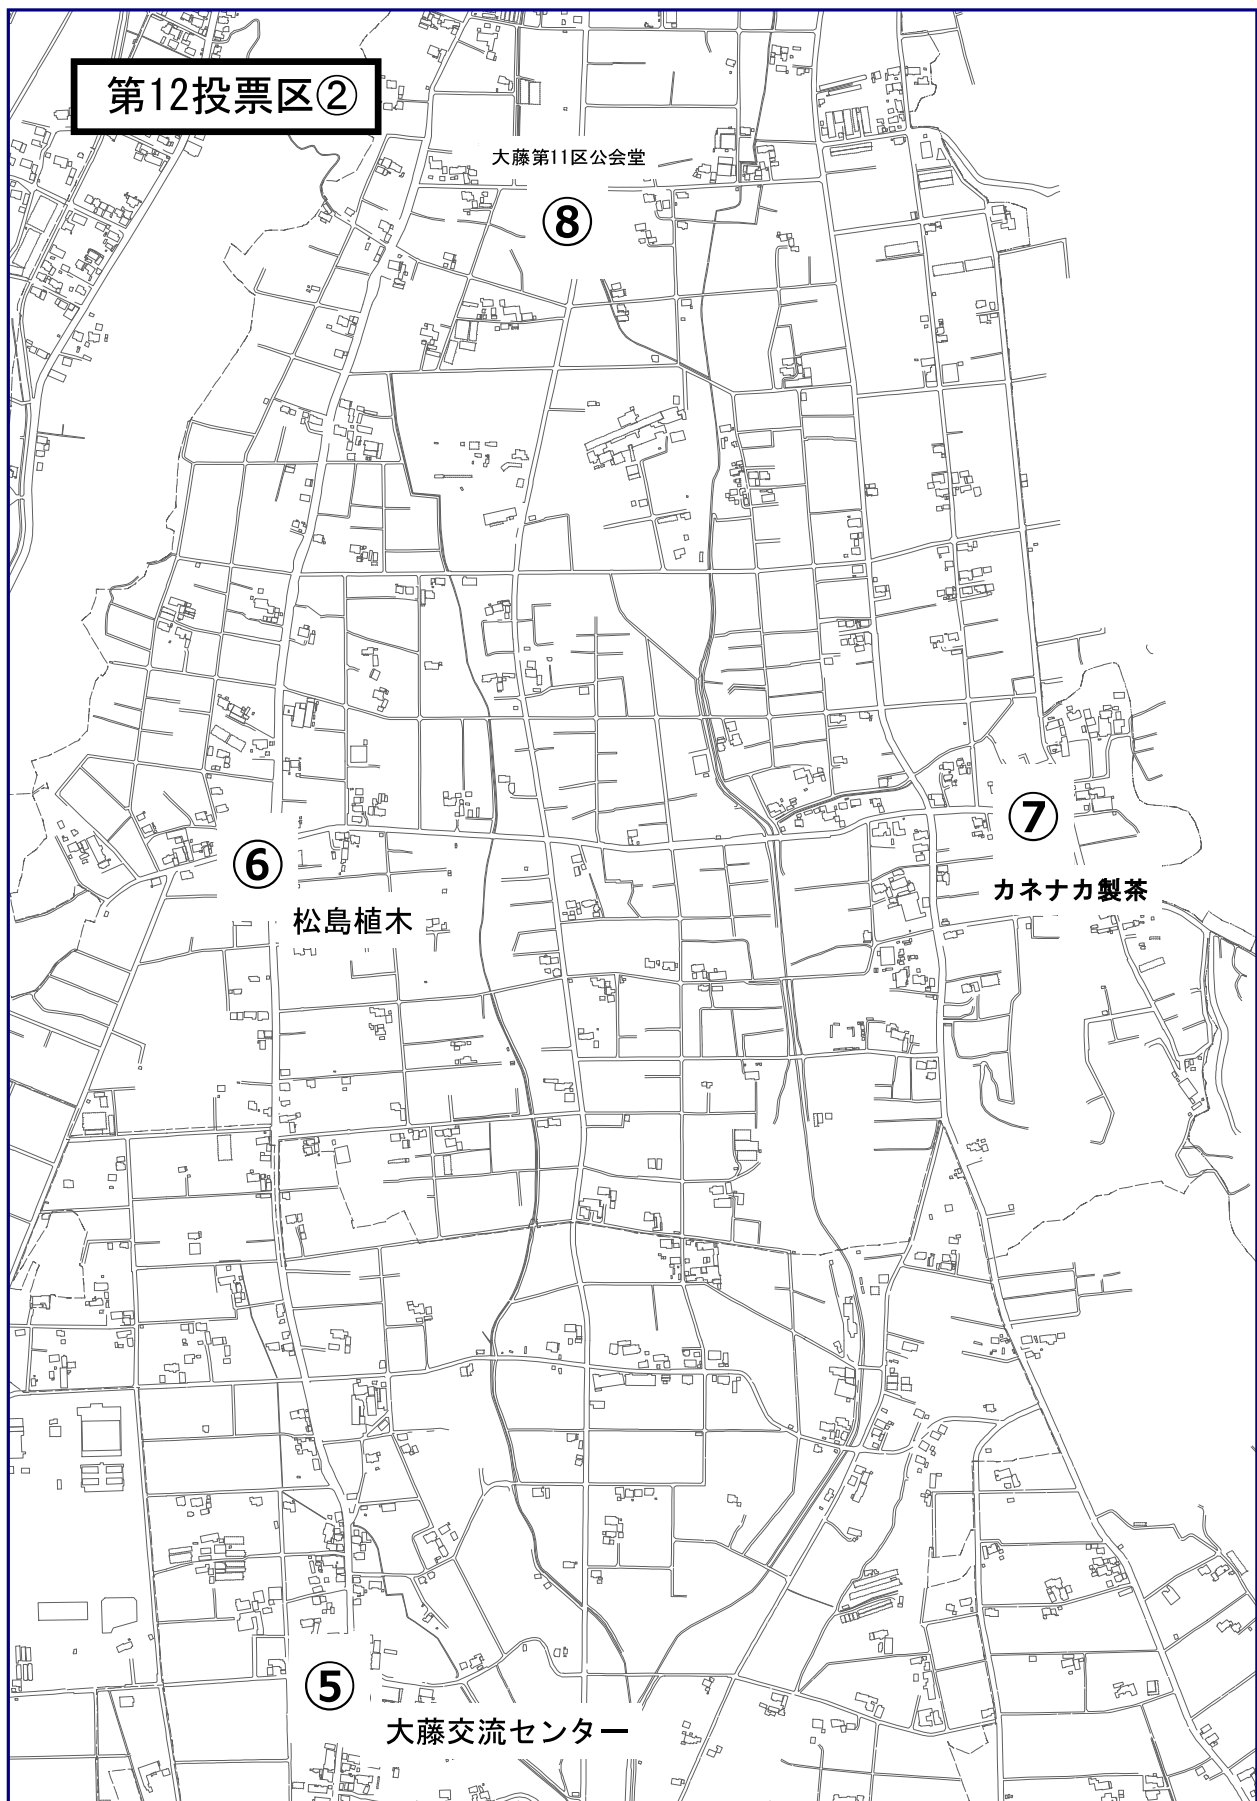 第12投票区②
大藤第11区公会堂
⑧
⑦
⑥
カネナカ製茶
松島植木
⑤
大藤交流センター